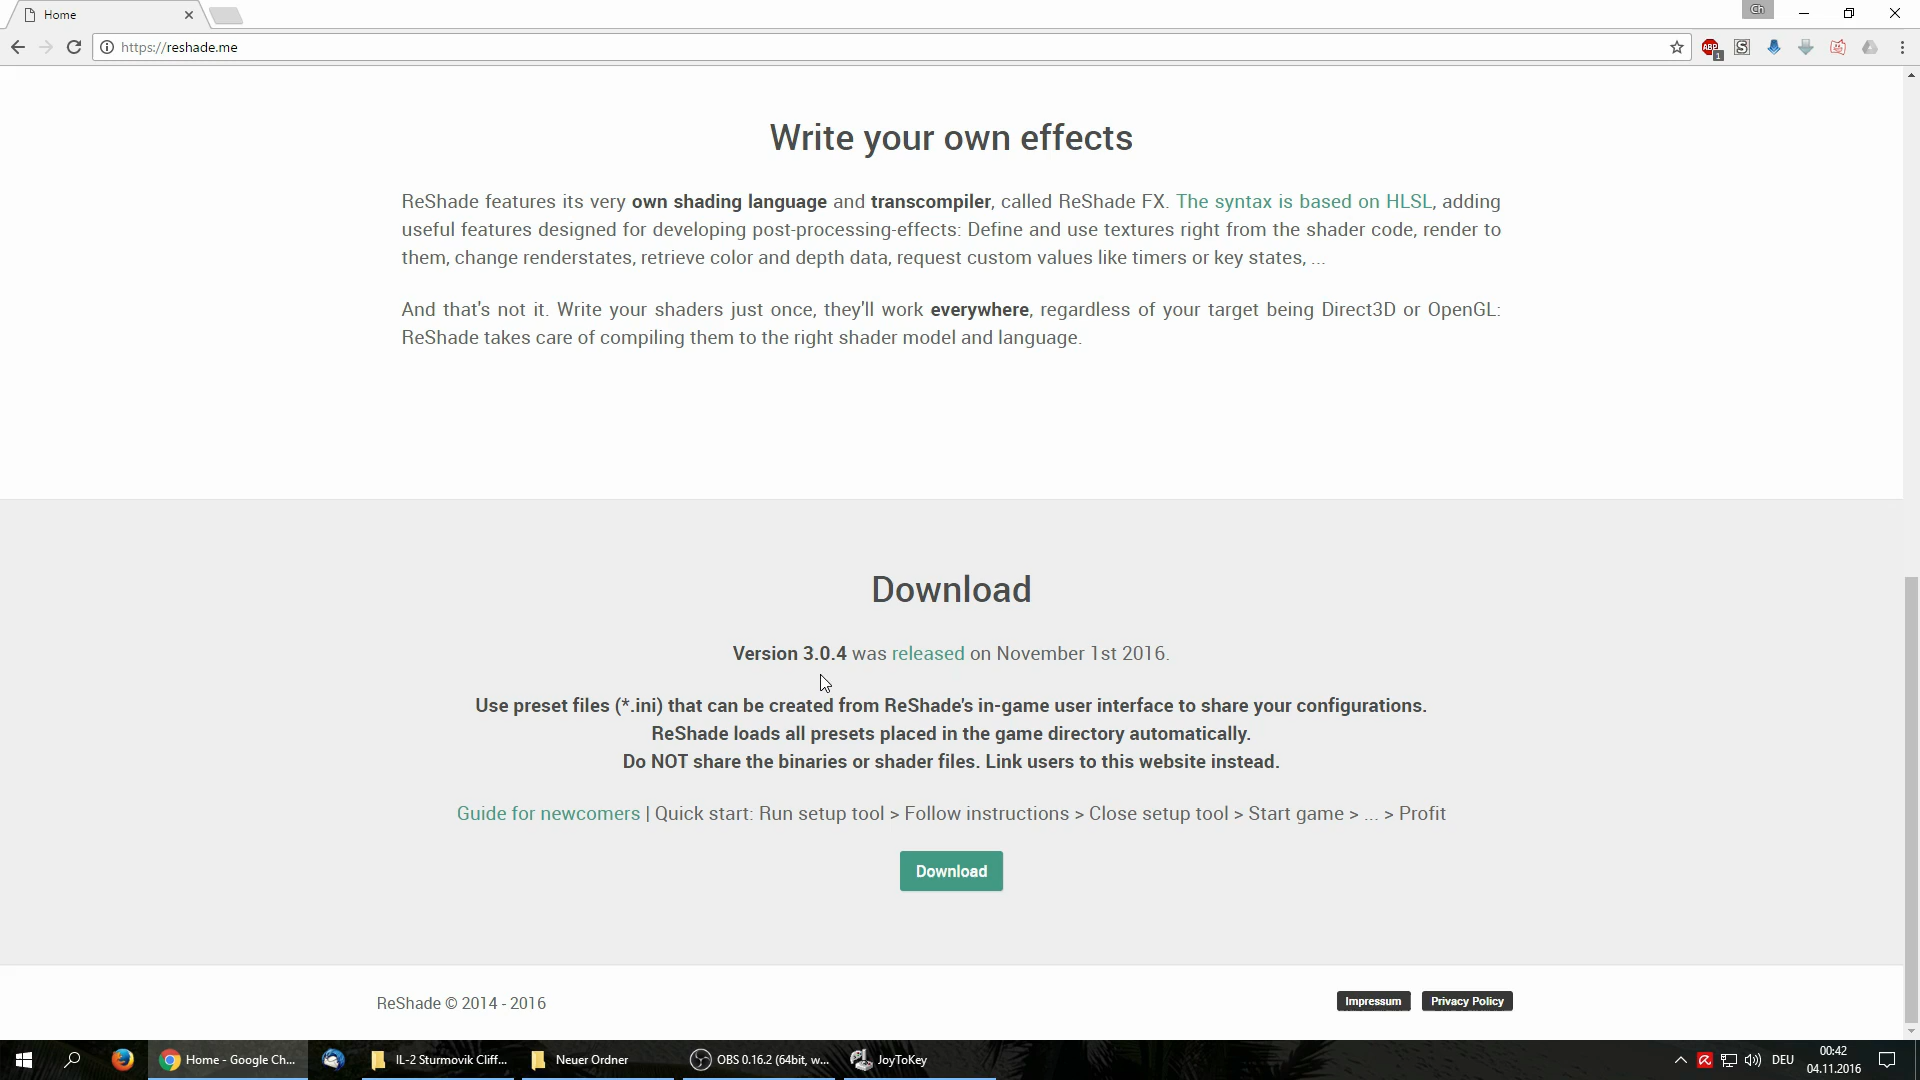 Home
Ch
https://reshade.me
ABP
1
S
Write your own effects
ReShade features its very own shading language and transcompiler, called ReShade FX. The syntax is based on HLSL, adding
useful features designed for developing post-processing-effects: Define and use textures right from the shader code, render to
them, change renderstates, retrieve color and depth data, request custom values like timers or key states, ...
And that's not it. Write your shaders just once, they'll work everywhere, regardless of your target being Direct3D or OpenGL:
ReShade takes care of compiling them to the right shader model and language.
Download
Version 3.0.4 was released on November 1st 2016.
Use preset files (*.ini) that can be created from ReShade's in-game user interface to share your configurations.
ReShade loads all presets placed in the game directory automatically.
Do NOT share the binaries or shader files. Link users to this website instead.
Guide for newcomers | Quick start: Run setup tool > Follow instructions > Close setup tool > Start game > ... > Profit
Download
ReShade © 2014 - 2016
Impressum
Privacy Policy
Home - Google Ch...
IL-2 Sturmovik Cliff...
Neuer Ordner
OBS 0.16.2 (64bit, w...
JoyToKey
DEU
00:42
04.11.2016